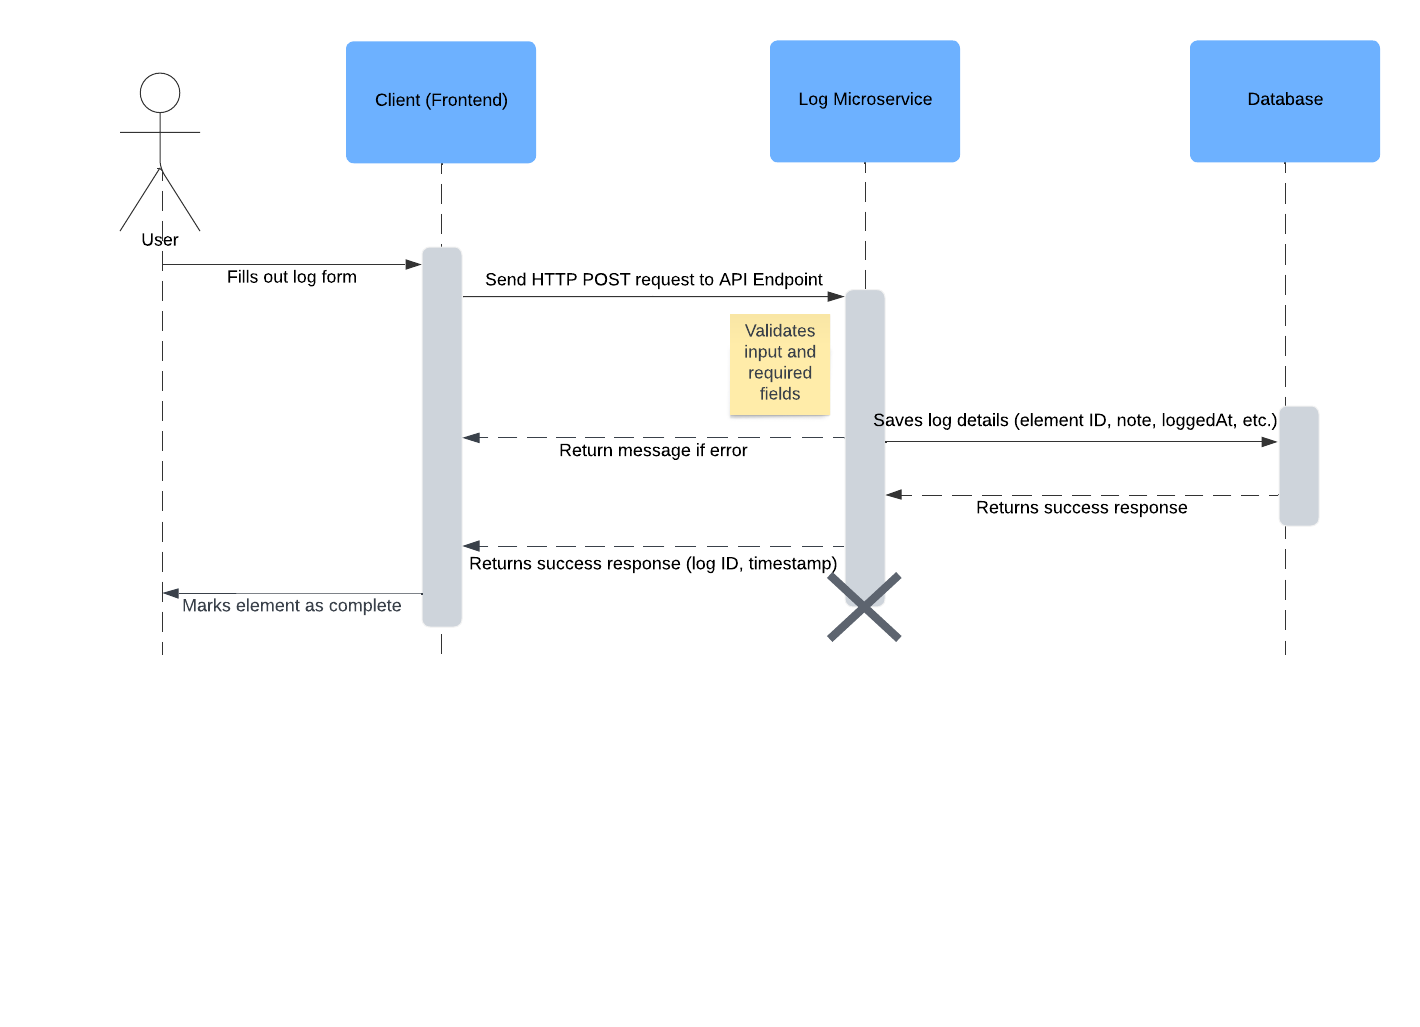 Client (Frontend)
Log Microservice
Database
User
Fills out log form
Send HTTP POST request to API Endpoint
Validates
input and
required
fields
Saves log details (element ID, note, loggedAt, etc.)
Return message if error
Returns success response
Returns success response (log ID, timestamp)
Marks element as complete